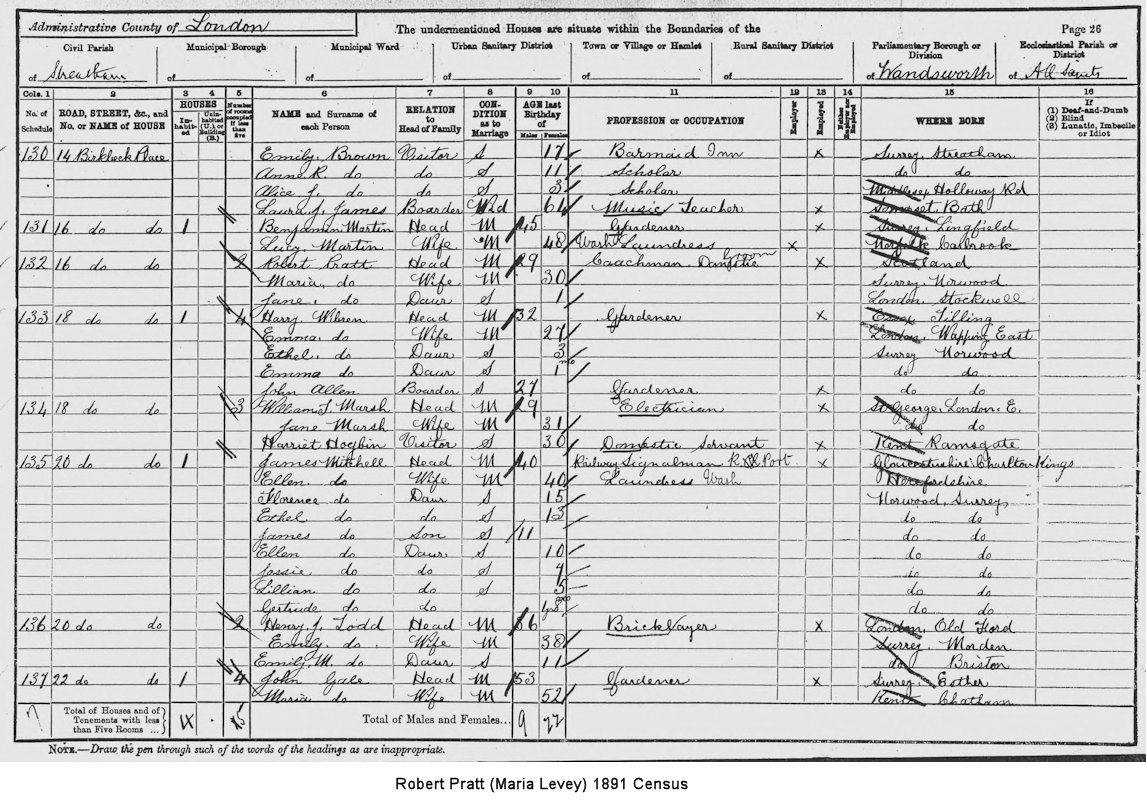 Administrative County of London The undermentioned Houses are situate within the Boundaries of the Page 26
Civil Parish Municipal Borough Municipal Ward Urban Sanitary District Town or Village or Hamlet Rural Sanitary District Parliamentary Borough or Division Ecclesiastical Parish or District
of Streatham of of of of of of Wandsworth of All Saints
Cols. 1 2 3 4 5 6 7 8 9 10 11 12 13 14 15 16
No. of Schedule ROAD, STREET, &c., and No. or NAME of HOUSE HOUSES Inhabited Uninhabited (U.) or Building (B.) Number of rooms occupied if less than five NAME and Surname of each Person RELATION to Head of Family CONDITION as to Marriage AGE last Birthday of Males Females PROFESSION or OCCUPATION Employer Employed Neither Employer nor Employed WHERE BORN If (1) Deaf-and-Dumb (2) Blind (3) Lunatic, Imbecile or Idiot
130 14 Birkbeck Place Emily Brown Visitor S 17 Barmaid Inn x Surrey, Streatham
Anne R. do do S 11 Scholar do do
Alice J. do do S 3 Scholar Middlesex Holloway Rd
Laura J. James Boarder Wid 64 Music Teacher x Somerset Bath
131 16 do do 1 Benjamin Martin Head M 45 Gardener x Surrey, Lingfield
Lucy Martin Wife M 48 Wash Laundress x Norfolk
132 16 do do 2 Robert Pratt Head M 29 Coachman. Domestic groom x Scotland
Maria, do Wife M 30 Surrey, Norwood
Jane, do Daur S 1 London Stockwell
133 18 do do 1 4 Harry Head M 32 Gardener x Essex Tilling
Emma do Wife M 27 London, Wapping East
Ethel. do Daur S 3 Surrey Norwood
Emma do Daur S 1 mo do do
John Allen Boarder S 27 Gardener x do do
134 18 do do 3 William J. Marsh Head M 29 Electrician x St George, London. E.
Jane Marsh Wife M 31 do do
Harriet Hogbin Visitor S 30 Domestic Servant x Kent Ramsgate
135 20 do do 1 James Mitchell Head M 40 Railway Signalman Port x Gloucestershire Charlton Kings
Ellen. do Wife M 40 Laundress Wash Herefordshire
Florence do Daur S 15 Norwood, Surrey
Ethel do do S 13 do do
James do Son S 11 do do
Ellen do Daur S 10 do do
Jessie do do S 7 do do
Lillian do do S 5 do do
Gertrude do do do do
136 20 do do 2 Henry J. Todd Head M 36 Bricklayer x London, Old Ford
Emily. do Wife M 38 Surrey, Morden
Emily M. do Daur S 11 do Briston
137 22 do do 1 4 John Gale Head M 53 Gardener x Surrey, Esther
Maria do Wife M 52 Kent Chatham
7 Total of Houses and of Tenements with less than Five Rooms ... 4 5 Total of Males and Females... 9 22
NOTE.—Draw the pen through such of the words of the headings as are inappropriate.
Robert Pratt (Maria Levey) 1891 Census